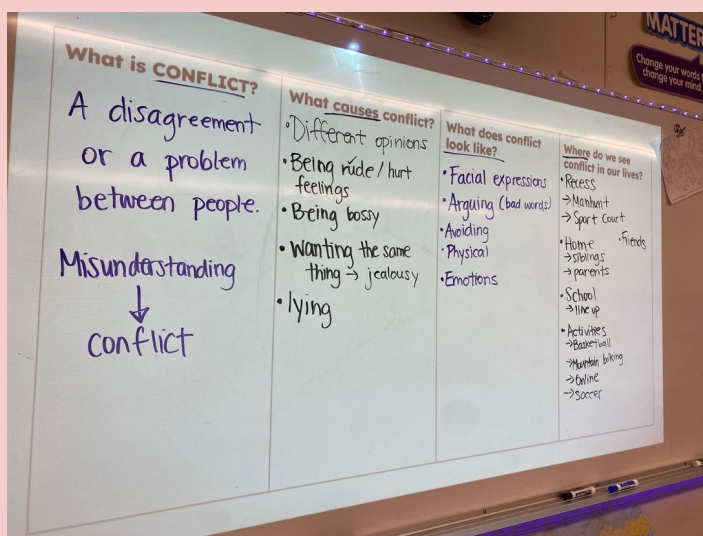 What is CONFLICT?
A disagreement
or a problem
between people.
Misunderstanding
↓
conflict
What causes conflict?
•Different opinions
•Being rude / hurt
feelings
•Being bossy
•Wanting the same
thing → jealousy
•lying
What does conflict
look like?
•Facial expressions
•Arguing (bad words)
•Avoiding
•Physical
•Emotions
Where do we see
conflict in our lives?
•Recess
→Manhunt
→Sport Court
•Home
→siblings
→parents
•Friends
•School
→line up
•Activities
→Basketball
→Mountain biking
→Online
→soccer
MATTER
Change your words
change your mind.